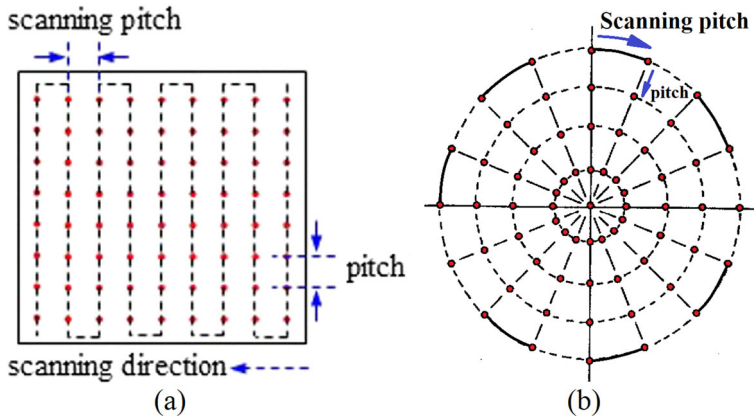 scanning pitch
pitch
scanning direction
(a)
Scanning pitch
pitch
(b)